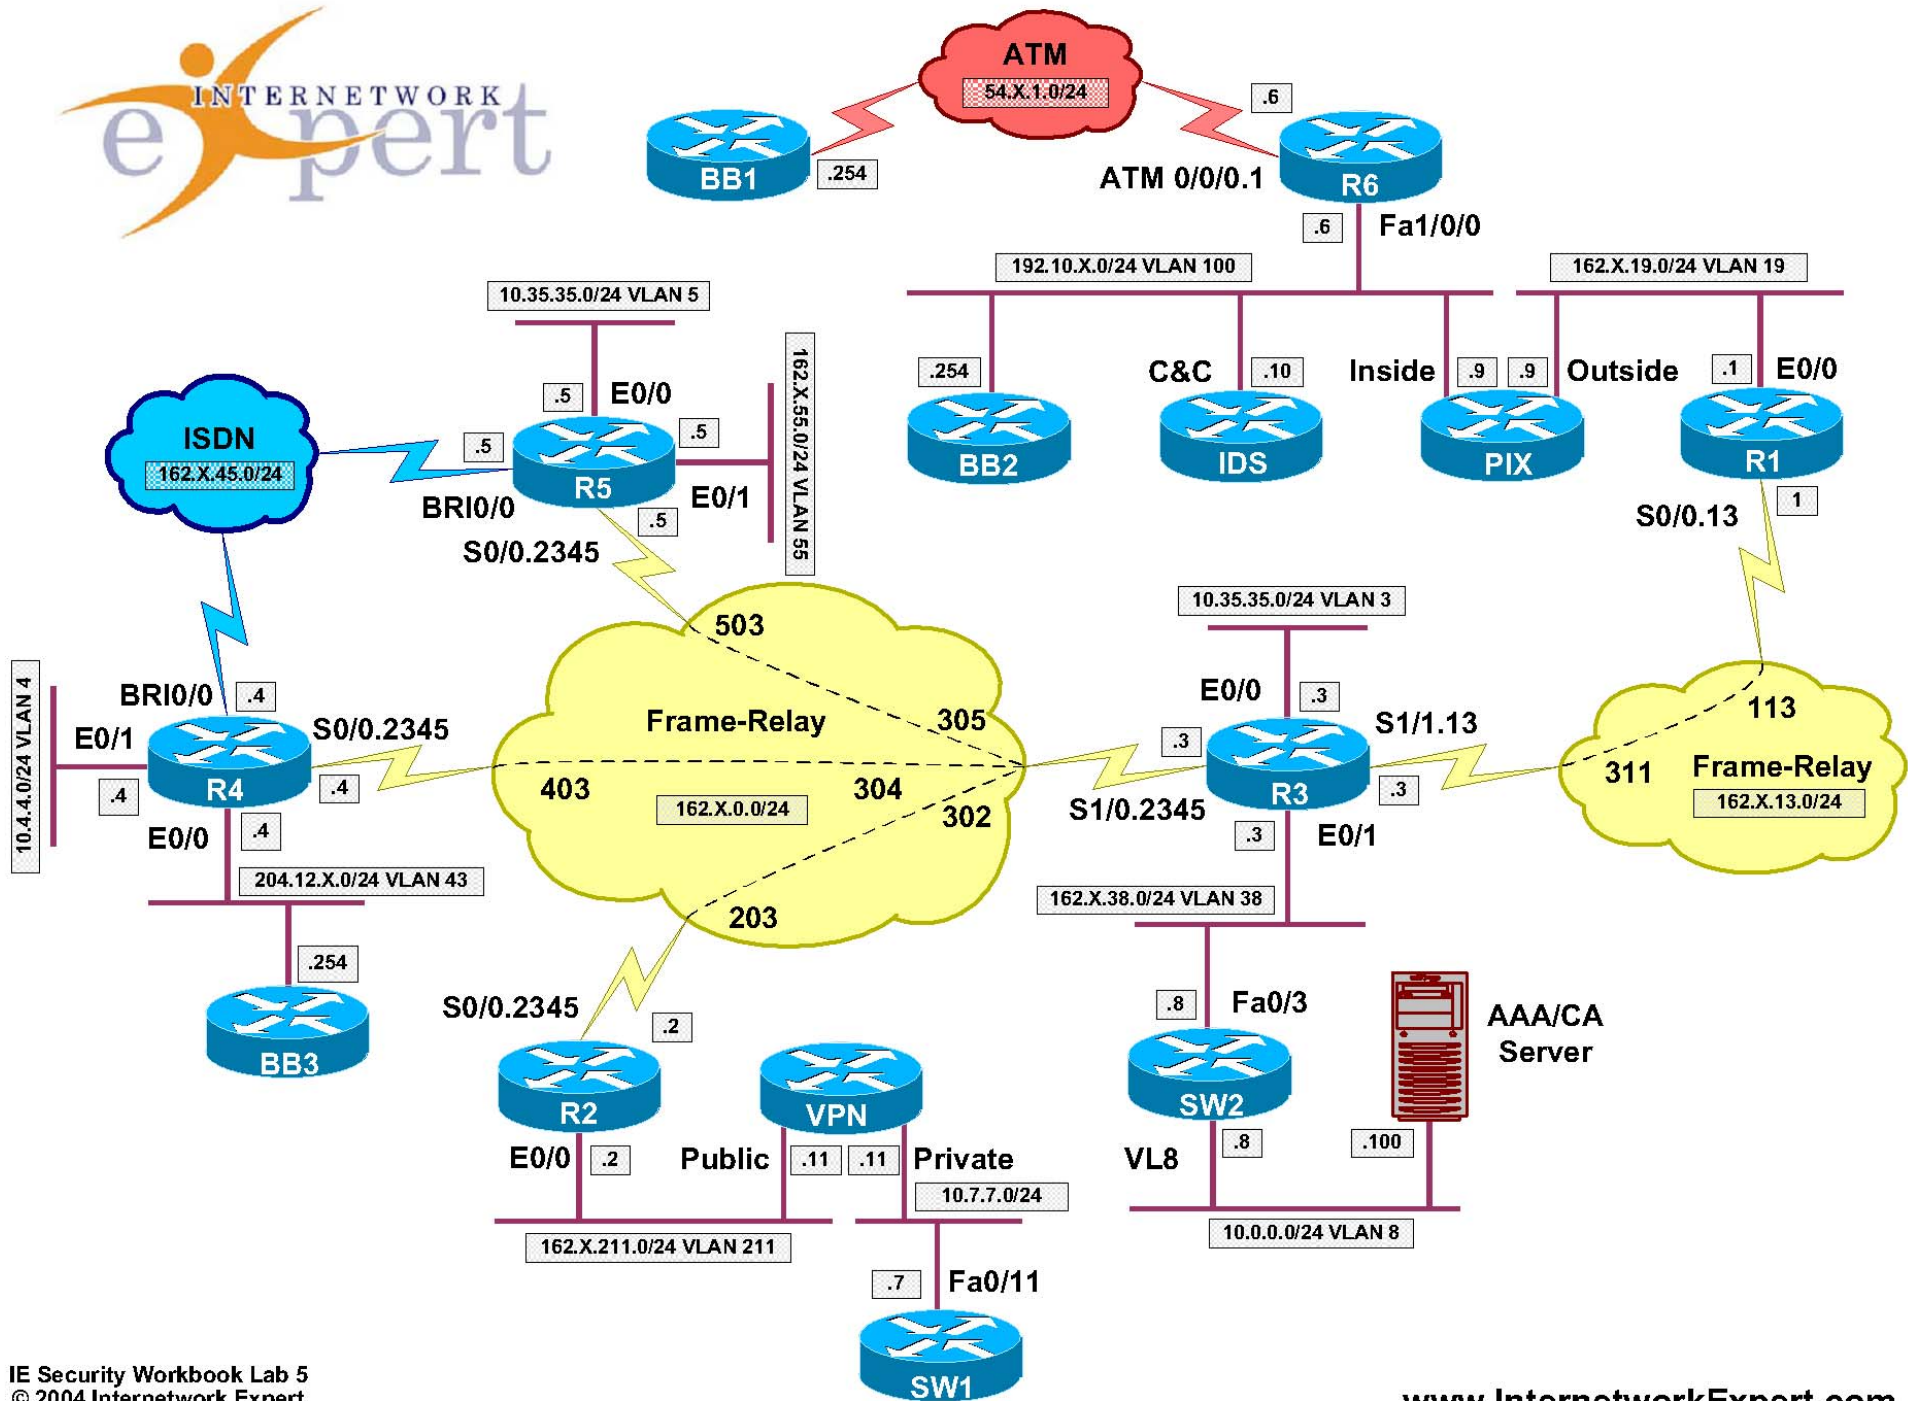 INTERNETWORK
eXpert
ATM
54.X.1.0/24
.6
BB1
.254
ATM 0/0/0.1
R6
.6
Fa1/0/0
192.10.X.0/24 VLAN 100
162.X.19.0/24 VLAN 19
10.35.35.0/24 VLAN 5
162.X.55.0/24 VLAN 55
.254
C&C
.10
Inside
.9
.9
Outside
.1
E0/0
BB2
IDS
PIX
R1
.5
E0/0
ISDN
162.X.45.0/24
.5
.5
R5
BRI0/0
E0/1
.5
S0/0.2345
S0/0.13
1
503
10.35.35.0/24 VLAN 3
10.4.4.0/24 VLAN 4
BRI0/0
.4
E0/1
S0/0.2345
Frame-Relay
305
E0/0
.3
.3
S1/1.13
113
R4
.4
.4
403
304
162.X.0.0/24
302
S1/0.2345
R3
.3
311
Frame-Relay
162.X.13.0/24
E0/0
.4
.3
E0/1
204.12.X.0/24 VLAN 43
203
162.X.38.0/24 VLAN 38
.254
BB3
S0/0.2345
.2
.8
Fa0/3
AAA/CA
Server
R2
VPN
SW2
E0/0
.2
Public
.11
.11
Private
VL8
.8
.100
10.7.7.0/24
162.X.211.0/24 VLAN 211
10.0.0.0/24 VLAN 8
.7
Fa0/11
SW1
IE Security Workbook Lab 5
© 2004 Internetwork Expert
www.InternetworkExpert.com